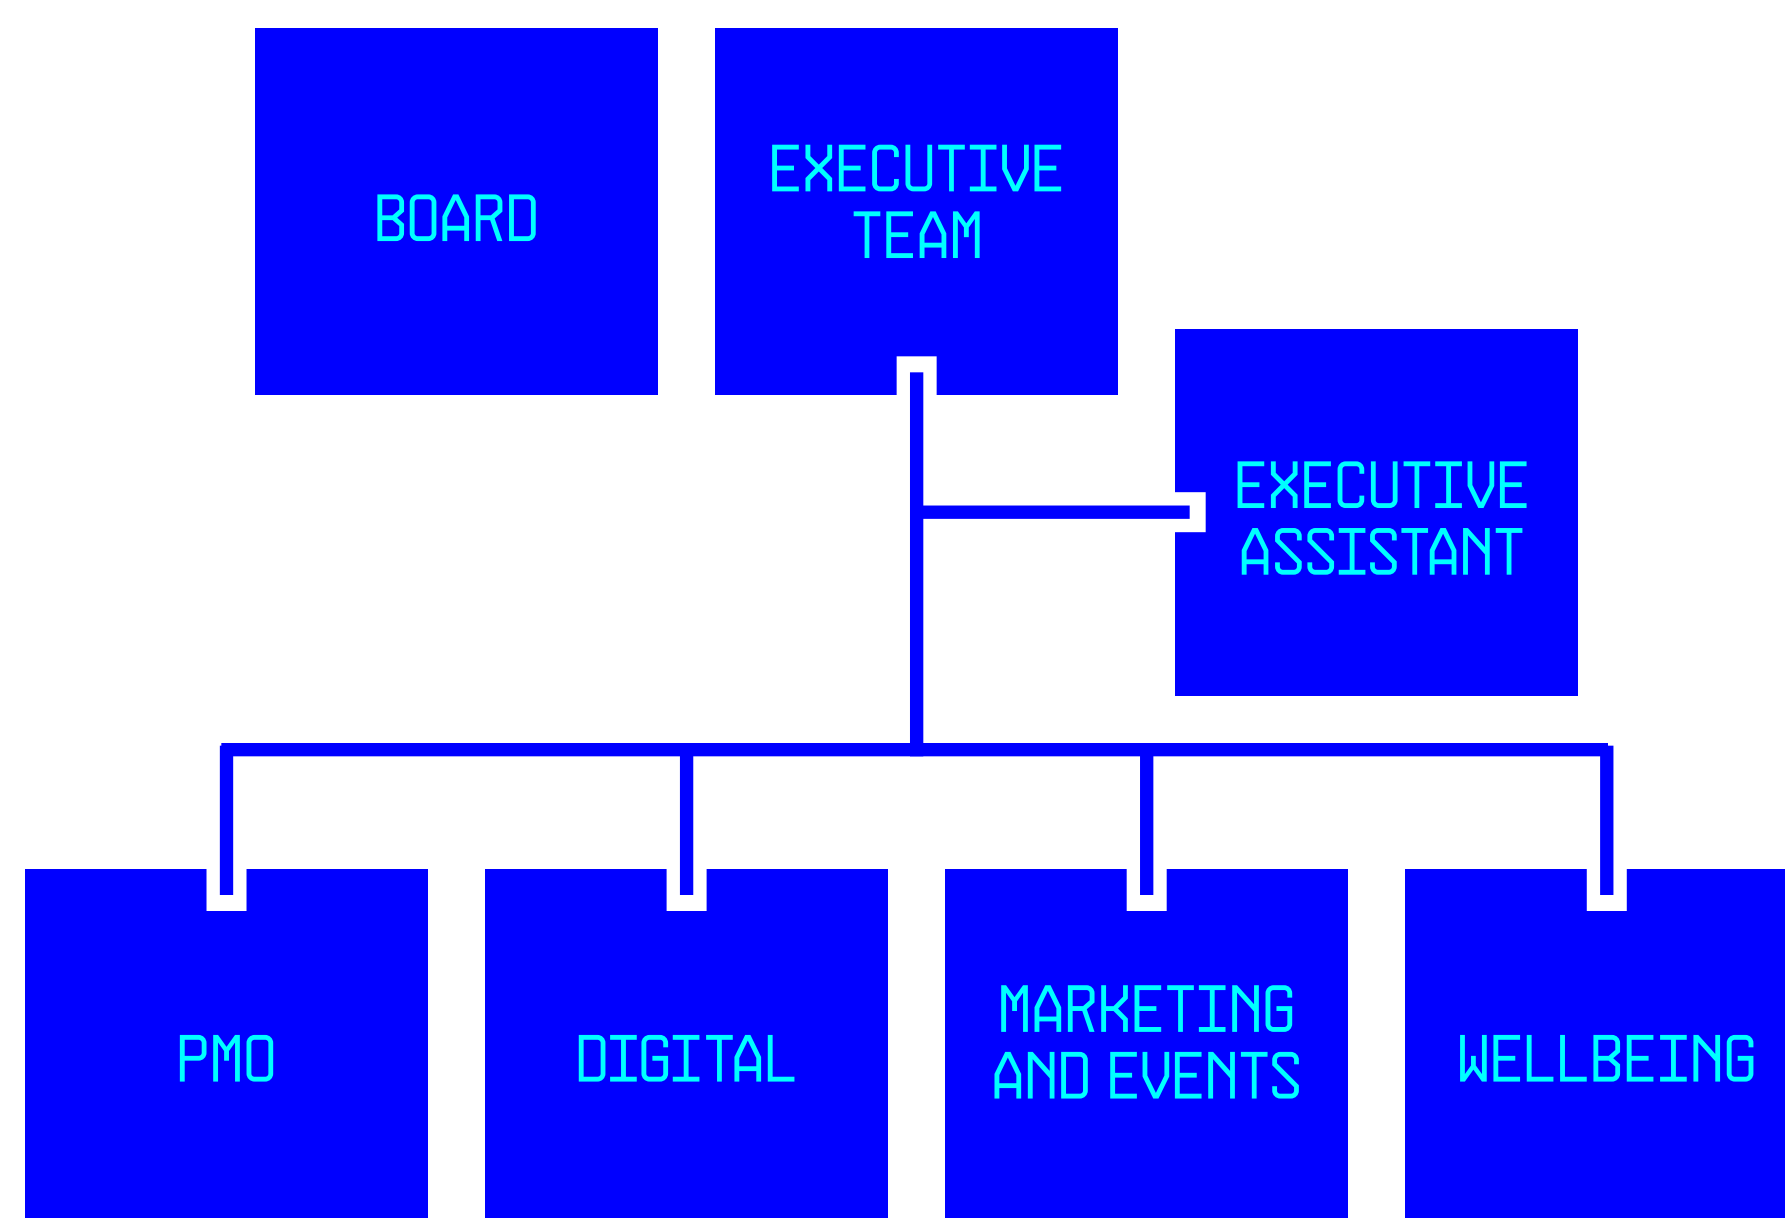 BOARD
EXECUTIVE
TEAM
EXECUTIVE
ASSISTANT
PMO
DIGITAL
MARKETING
AND EVENTS
WELLBEING